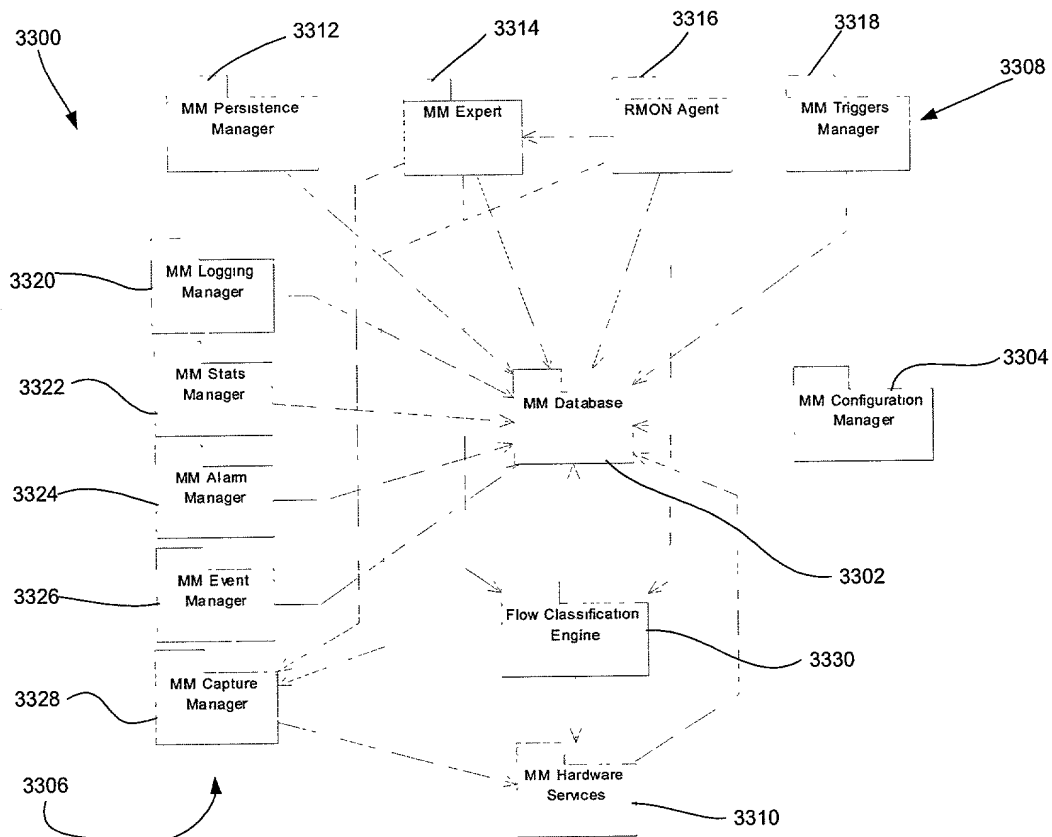 3300
3312
3314
3316
3318
3308
MM Persistence
Manager
MM Expert
RMON Agent
MM Triggers
Manager
3320
MM Logging
Manager
3322
MM Stats
Manager
MM Database
3304
MM Configuration
Manager
3324
MM Alarm
Manager
3302
3326
MM Event
Manager
Flow Classification
Engine
3330
3328
MM Capture
Manager
3306
MM Hardware
Services
3310